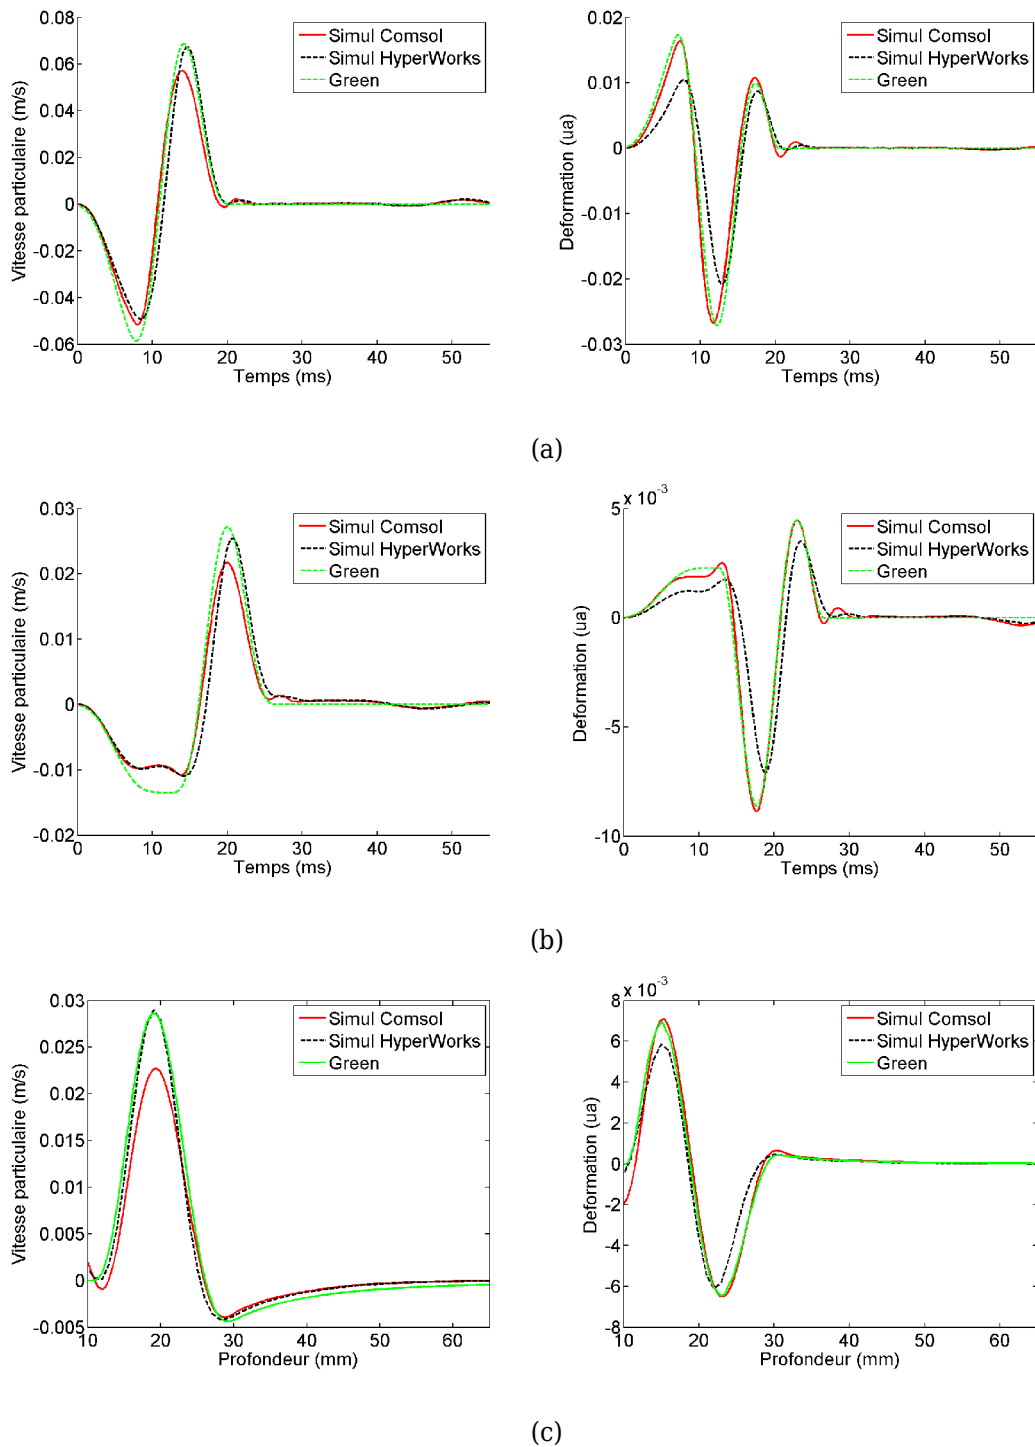 0.08
0.06
0.04
0.02
0
-0.02
-0.04
-0.06
Vitesse particulaire (m/s)
0 10 20 30 40 50
Temps (ms)
Simul Comsol
Simul HyperWorks
Green
0.02
0.01
0
-0.01
-0.02
-0.03
Deformation (ua)
0 10 20 30 40 50
Temps (ms)
Simul Comsol
Simul HyperWorks
Green
(a)
0.03
0.02
0.01
0
-0.01
-0.02
Vitesse particulaire (m/s)
0 10 20 30 40 50
Temps (ms)
Simul Comsol
Simul HyperWorks
Green
x 10⁻³
5
0
-5
-10
Deformation (ua)
0 10 20 30 40 50
Temps (ms)
Simul Comsol
Simul HyperWorks
Green
(b)
0.03
0.025
0.02
0.015
0.01
0.005
0
-0.005
Vitesse particulaire (m/s)
10 20 30 40 50 60
Profondeur (mm)
Simul Comsol
Simul HyperWorks
Green
x 10⁻³
8
6
4
2
0
-2
-4
-6
-8
Deformation (ua)
10 20 30 40 50 60
Profondeur (mm)
Simul Comsol
Simul HyperWorks
Green
(c)